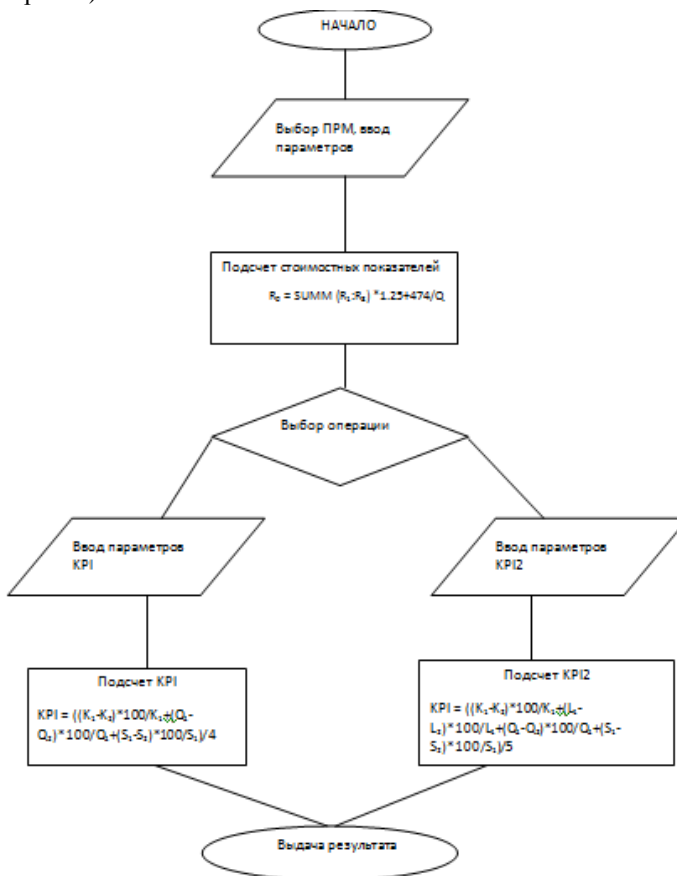 НАЧАЛО
Выбор ПРМ, ввод
параметров
Подсчет стоимостных показателей
= SUMM *1.25+474/Q
Выбор операции
Ввод параметров
KPI
Ввод параметров
KPI2
Подсчет KPI
KPI = ((K₁-K₂)*100/K₁+(Q₁-
Q₂)*100/Q₁+(S₁-S₂)*100/S₁)/4
Подсчет KPI2
KPI = ((K₁-K₂)*100/K₁+(L₁-
L₂)*100/L₁+(Q₁-Q₂)*100/Q₁+(S₁-
S₂)*100/S₁)/5
Выдача результата